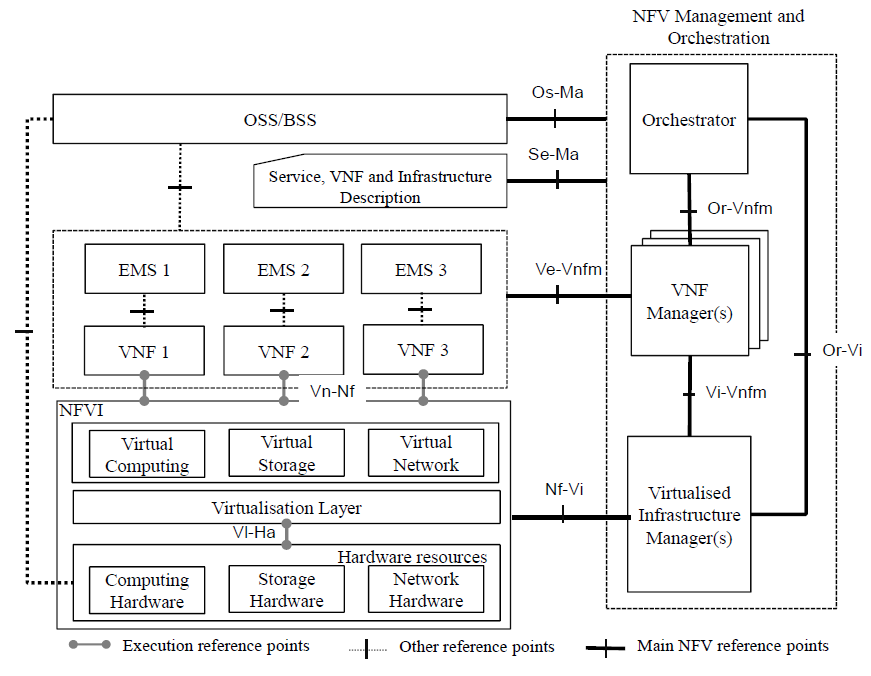 NFV Management and
Orchestration
Os-Ma
OSS/BSS
Orchestrator
Se-Ma
Service, VNF and Infrastructure
Description
Or-Vnfm
EMS 1
EMS 2
EMS 3
Ve-Vnfm
VNF
Manager(s)
VNF 1
VNF 2
VNF 3
Or-Vi
Vn-Nf
Vi-Vnfm
NFVI
Virtual
Computing
Virtual
Storage
Virtual
Network
Nf-Vi
Virtualised
Infrastructure
Manager(s)
Virtualisation Layer
Vl-Ha
Hardware resources
Computing
Hardware
Storage
Hardware
Network
Hardware
Execution reference points
Other reference points
Main NFV reference points